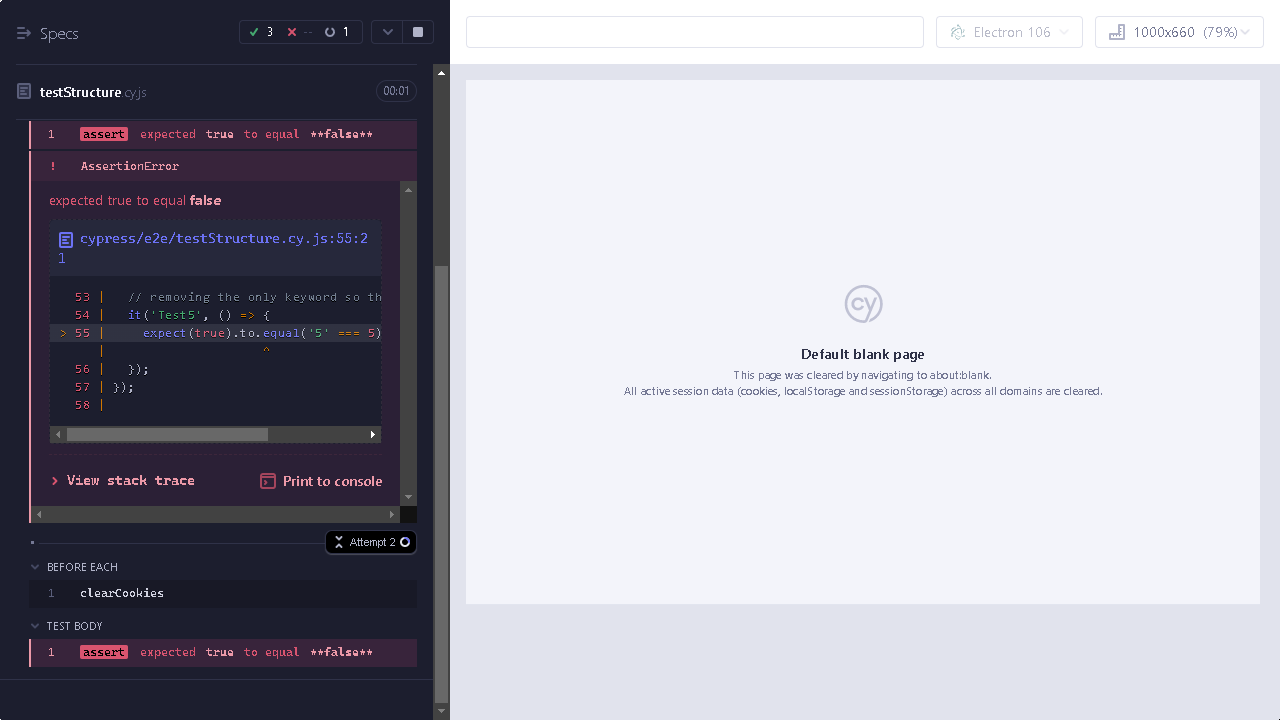 Specs
3 -- 1
Electron 106
1000x660 (79%)
testStructure.cy.js
00:01
1 assert expected true to equal **false**
! AssertionError
expected true to equal false
cypress/e2e/testStructure.cy.js:55:2
1
53 | // removing the only keyword so th
54 | it('Test5', () => {
> 55 | expect(true).to.equal('5' === 5)
| ^
56 | });
57 | });
58 |
View stack trace
Print to console
Attempt 2
BEFORE EACH
1 clearCookies
TEST BODY
1 assert expected true to equal **false**
cy
Default blank page
This page was cleared by navigating to about:blank.
All active session data (cookies, localStorage and sessionStorage) across all domains are cleared.